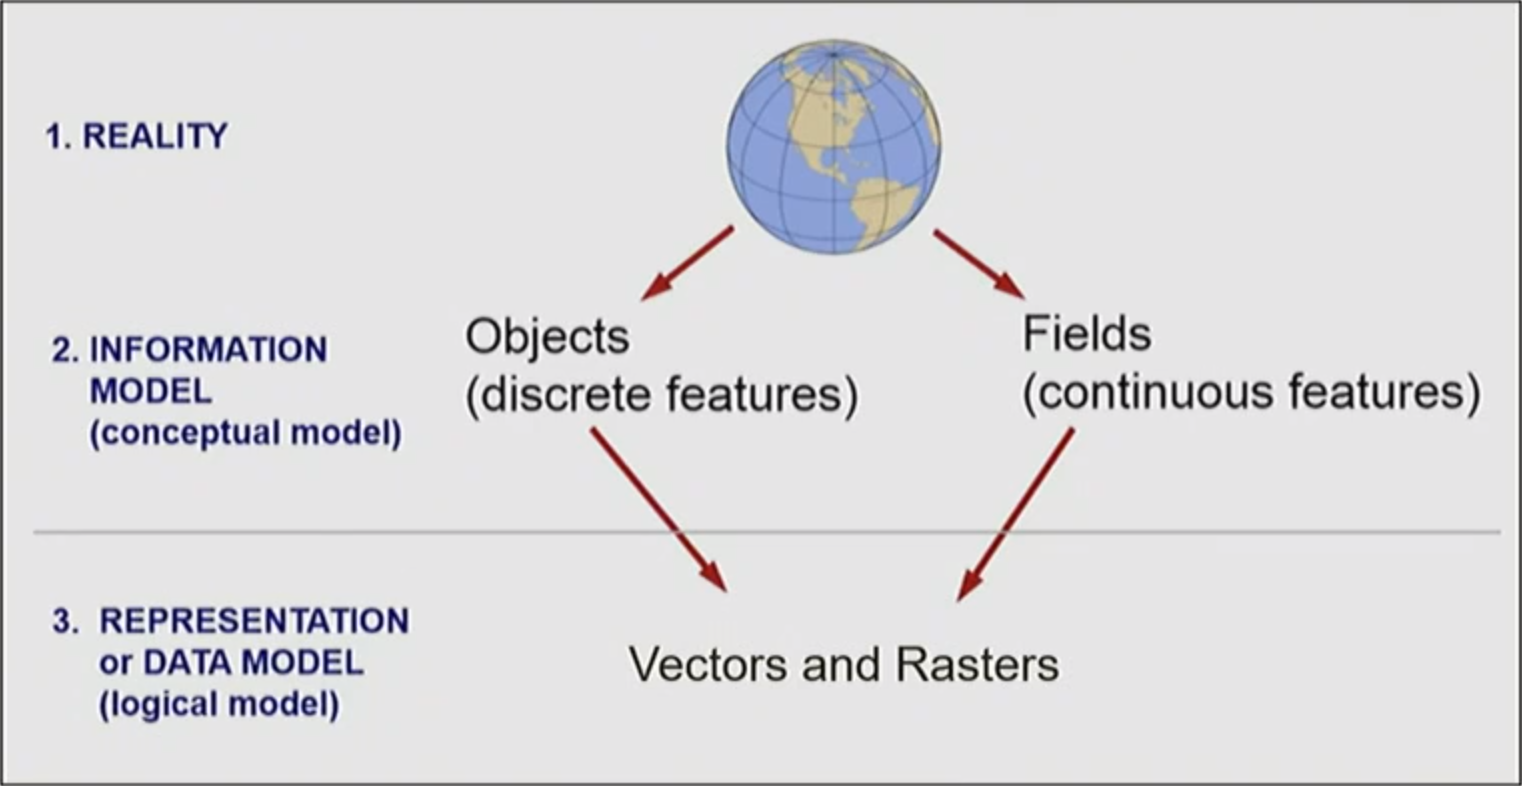 1. REALITY
2. INFORMATION
MODEL
(conceptual model)
Objects
(discrete features)
Fields
(continuous features)
3. REPRESENTATION
or DATA MODEL
(logical model)
Vectors and Rasters